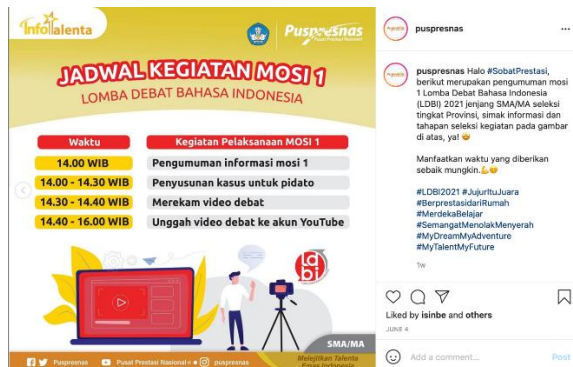 InfoTalenta
Puspresnas
Pusat Prestasi Nasional
JADWAL KEGIATAN MOSI 1
LOMBA DEBAT BAHASA INDONESIA
Waktu Kegiatan Pelaksanaan MOSI 1
14.00 WIB Pengumuman informasi mosi 1
14.00 - 14.30 WIB Penyusunan kasus untuk pidato
14.30 - 14.40 WIB Merekam video debat
14.40 - 16.00 WIB Unggah video debat ke akun YouTube
ldbi
SMA/MA
Puspresnas Pusat Prestasi Nasional puspresnas
Melejitkan Talenta
Emas Indonesia
puspresnas
puspresnas Halo #SobatPrestasi,
berikut merupakan pengumuman mosi
1 Lomba Debat Bahasa Indonesia
(LDBI) 2021 jenjang SMA/MA seleksi
tingkat Provinsi, simak informasi dan
tahapan seleksi kegiatan pada gambar
di atas, ya! 😍
Manfaatkan waktu yang diberikan
sebaik mungkin.💪😍
#LDBI2021 #JujurItuJuara
#BerprestasidariRumah
#MerdekaBelajar
#SemangatMenolakMenyerah
#MyDreamMyAdventure
#MyTalentMyFuture
1w
Liked by isinbe and others
JUNE 4
Add a comment... Post